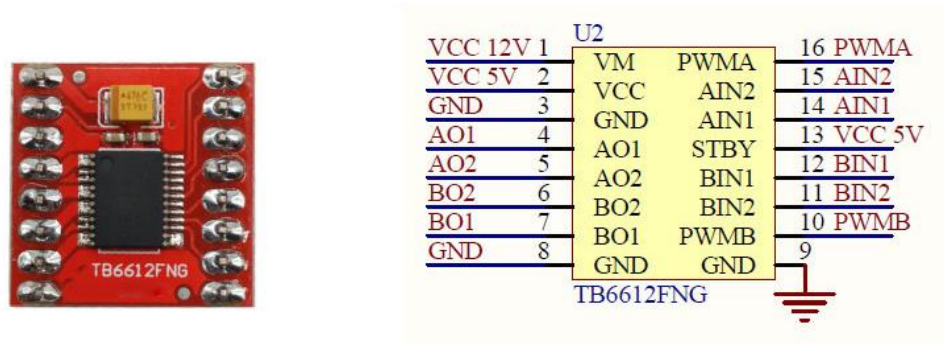 TB6612FNG
U2
VCC 12V 1 VM PWMA 16 PWMA
VCC 5V 2 VCC AIN2 15 AIN2
GND 3 GND AIN1 14 AIN1
AO1 4 AO1 STBY 13 VCC 5V
AO2 5 AO2 BIN1 12 BIN1
BO2 6 BO2 BIN2 11 BIN2
BO1 7 BO1 PWMB 10 PWMB
GND 8 GND GND 9
TB6612FNG